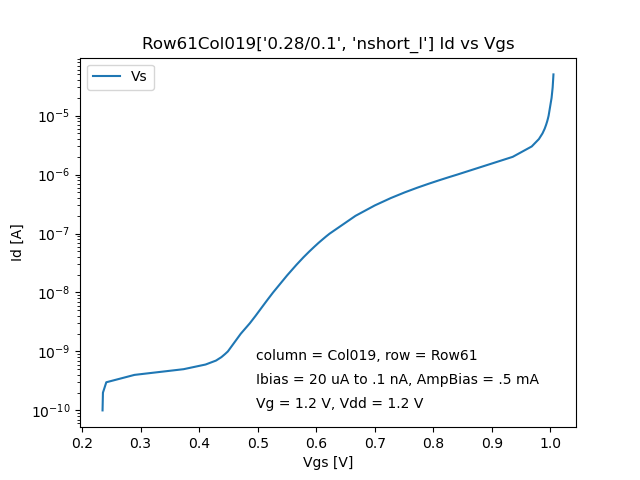 Row61Col019['0.28/0.1', 'nshort_l'] Id vs Vgs
Vs
10⁻⁵
10⁻⁶
10⁻⁷
10⁻⁸
10⁻⁹
10⁻¹⁰
Id [A]
column = Col019, row = Row61
Ibias = 20 uA to .1 nA, AmpBias = .5 mA
Vg = 1.2 V, Vdd = 1.2 V
0.2 0.3 0.4 0.5 0.6 0.7 0.8 0.9 1.0
Vgs [V]